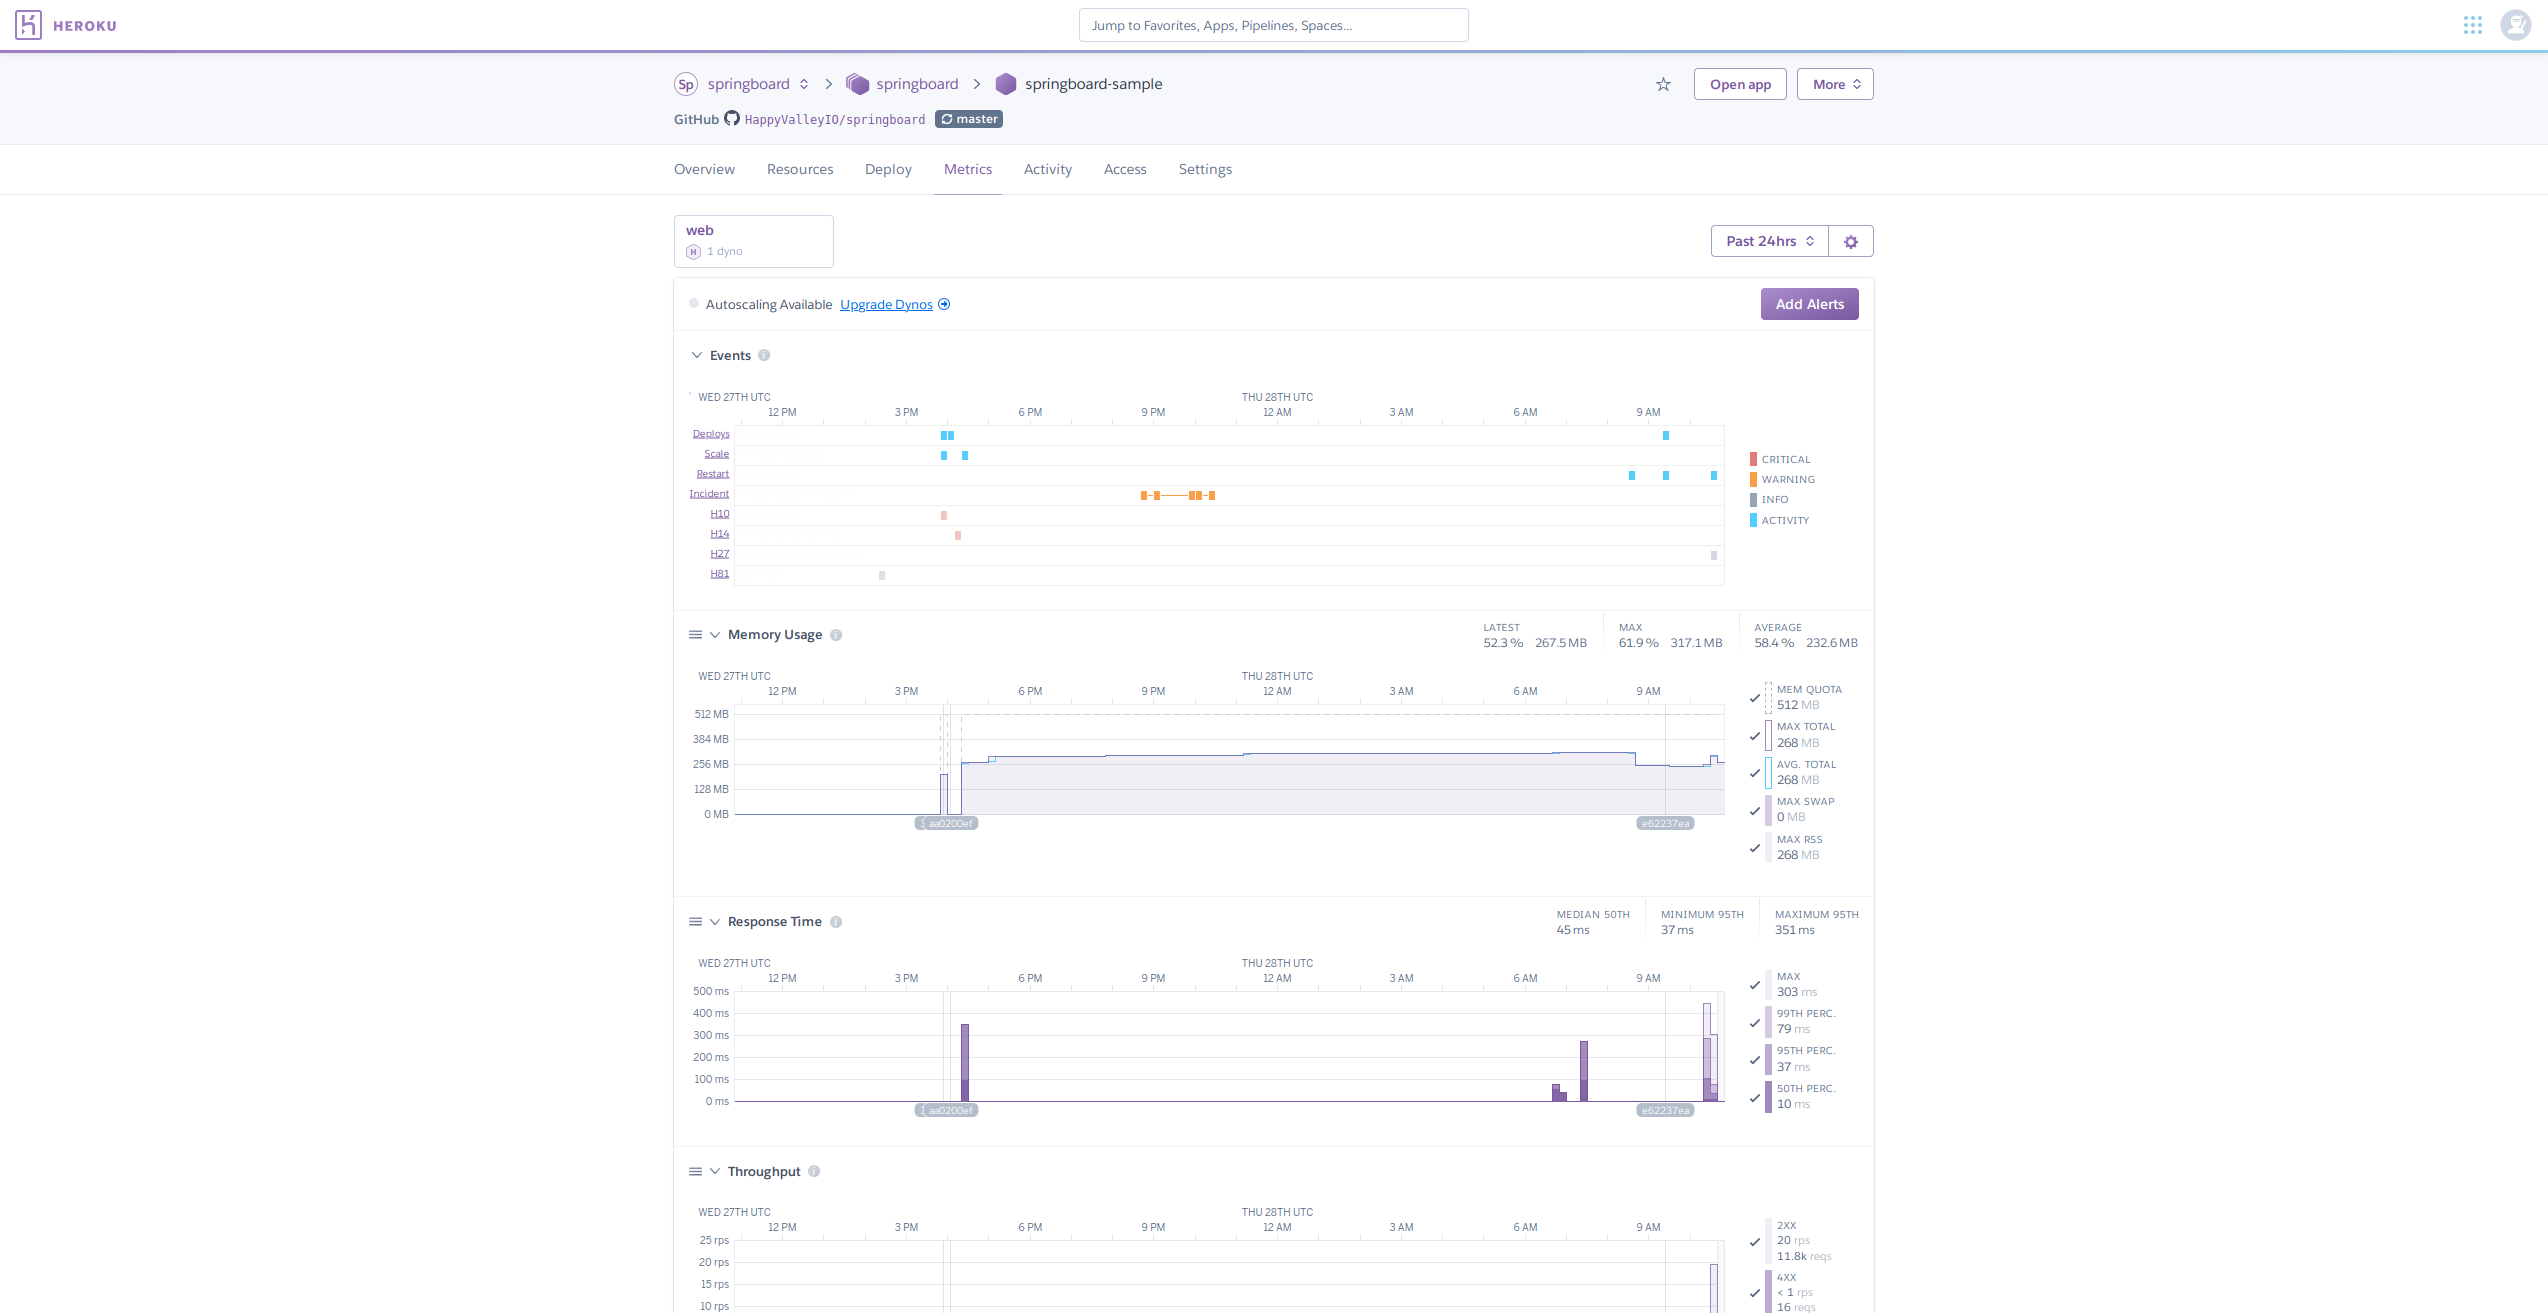 HEROKU
Jump to Favorites, Apps, Pipelines, Spaces...
Sp springboard > springboard > springboard-sample
Open app
More
GitHub HappyValleyIO/springboard master
Overview Resources Deploy Metrics Activity Access Settings
web
H 1 dyno
Past 24hrs
Autoscaling Available Upgrade Dynos
Add Alerts
Events
WED 27TH UTC THU 28TH UTC
12 PM 3 PM 6 PM 9 PM 12 AM 3 AM 6 AM 9 AM
Deploys
Scale
Restart
Incident
H10
H14
H27
H81
CRITICAL
WARNING
INFO
ACTIVITY
Memory Usage
LATEST
52.3 % 267.5 MB
MAX
61.9 % 317.1 MB
AVERAGE
58.4 % 232.6 MB
WED 27TH UTC THU 28TH UTC
12 PM 3 PM 6 PM 9 PM 12 AM 3 AM 6 AM 9 AM
512 MB
384 MB
256 MB
128 MB
0 MB
aa0200ef
e62237ea
MEM QUOTA
512 MB
MAX TOTAL
268 MB
AVG. TOTAL
268 MB
MAX SWAP
0 MB
MAX RSS
268 MB
Response Time
MEDIAN 50TH
45 ms
MINIMUM 95TH
37 ms
MAXIMUM 95TH
351 ms
WED 27TH UTC THU 28TH UTC
12 PM 3 PM 6 PM 9 PM 12 AM 3 AM 6 AM 9 AM
500 ms
400 ms
300 ms
200 ms
100 ms
0 ms
aa0200ef
e62237ea
MAX
303 ms
99TH PERC.
79 ms
95TH PERC.
37 ms
50TH PERC.
10 ms
Throughput
WED 27TH UTC THU 28TH UTC
12 PM 3 PM 6 PM 9 PM 12 AM 3 AM 6 AM 9 AM
25 rps
20 rps
15 rps
10 rps
2XX
20 rps
11.8k reqs
4XX
< 1 rps
16 reqs